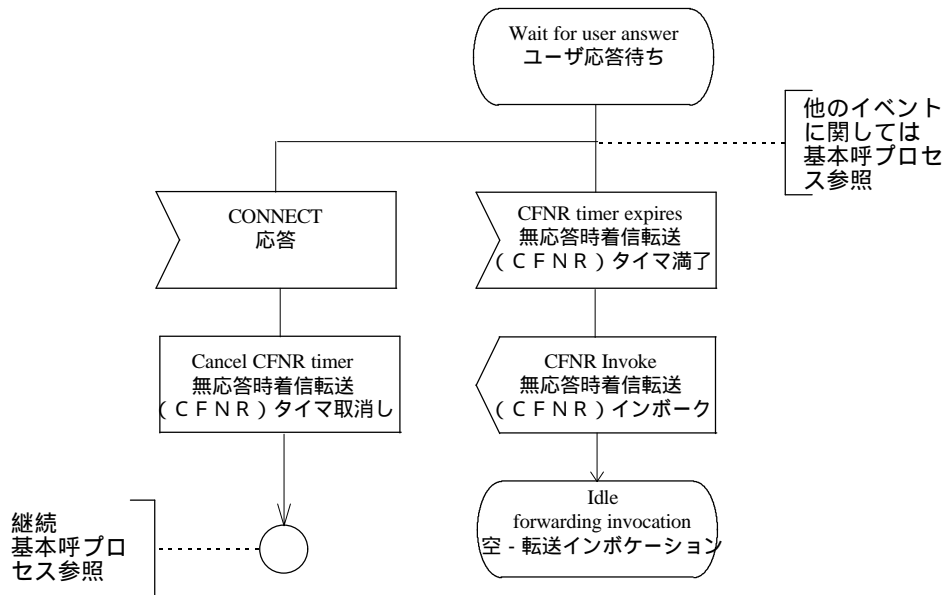 Wait for user answer
ユーザ応答待ち
他のイベント
に関しては
基本呼プロセ
ス参照
CONNECT
応答
CFNR timer expires
無応答時着信転送
(ＣＦＮＲ)タイマ満了
Cancel CFNR timer
無応答時着信転送
(ＣＦＮＲ)タイマ取消し
CFNR Invoke
無応答時着信転送
(ＣＦＮＲ)インボーク
継続
基本呼プロ
セス参照
Idle
forwarding invocation
空 - 転送インボケーション